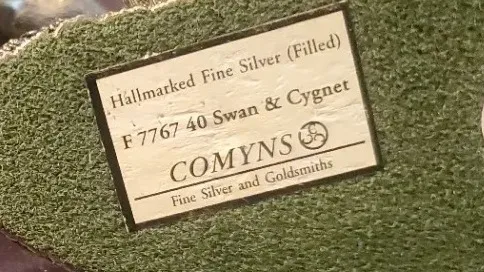 Hallmarked Fine Silver (Filled)
F 7767 40 Swan & Cygnet
COMYNS
Fine Silver and Goldsmiths